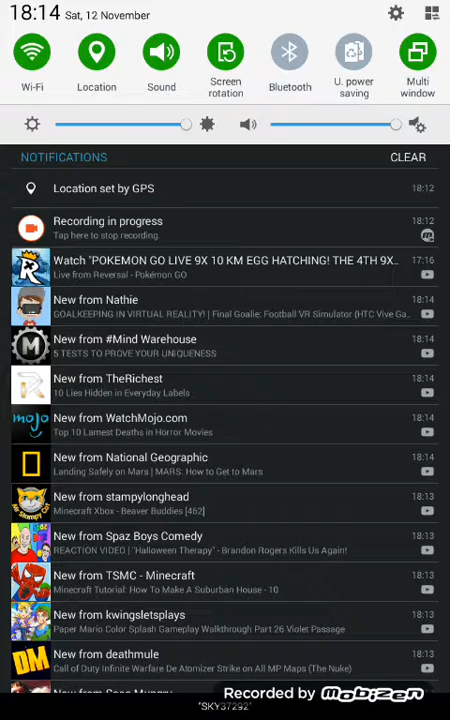 18:14 Sat, 12 November
Wi-Fi
Location
Sound
Screen
rotation
Bluetooth
U. power
saving
Multi
window
NOTIFICATIONS CLEAR
Location set by GPS 18:12
Recording in progress 18:12
Tap here to stop recording.
Watch "POKEMON GO LIVE 9X 10 KM EGG HATCHING! THE 4TH 9X… 17:16
Live from Reversal - Pokémon GO
New from Nathie 18:14
GOALKEEPING IN VIRTUAL REALITY! | Final Goalie: Football VR Simulator (HTC Vive Ga…
New from #Mind Warehouse 18:14
5 TESTS TO PROVE YOUR UNIQUENESS
New from TheRichest 18:14
10 Lies Hidden in Everyday Labels
mojo
New from WatchMojo.com 18:14
Top 10 Lamest Deaths in Horror Movies
New from National Geographic 18:14
Landing Safely on Mars | MARS: How to Get to Mars
New from stampylonghead 18:13
Minecraft Xbox - Beaver Buddies [462]
New from Spaz Boys Comedy 18:13
REACTION VIDEO | "Halloween Therapy" - Brandon Rogers Kills Us Again!
New from TSMC - Minecraft 18:13
Minecraft Tutorial: How To Make A Suburban House - 10
New from kwingsletsplays 18:13
Paper Mario Color Splash Gameplay Walkthrough Part 26 Violet Passage
DM
New from deathmule 18:13
Call of Duty Infinite Warfare De Atomizer Strike on All MP Maps (The Nuke)
Recorded by Mobizen
"SKY37292"